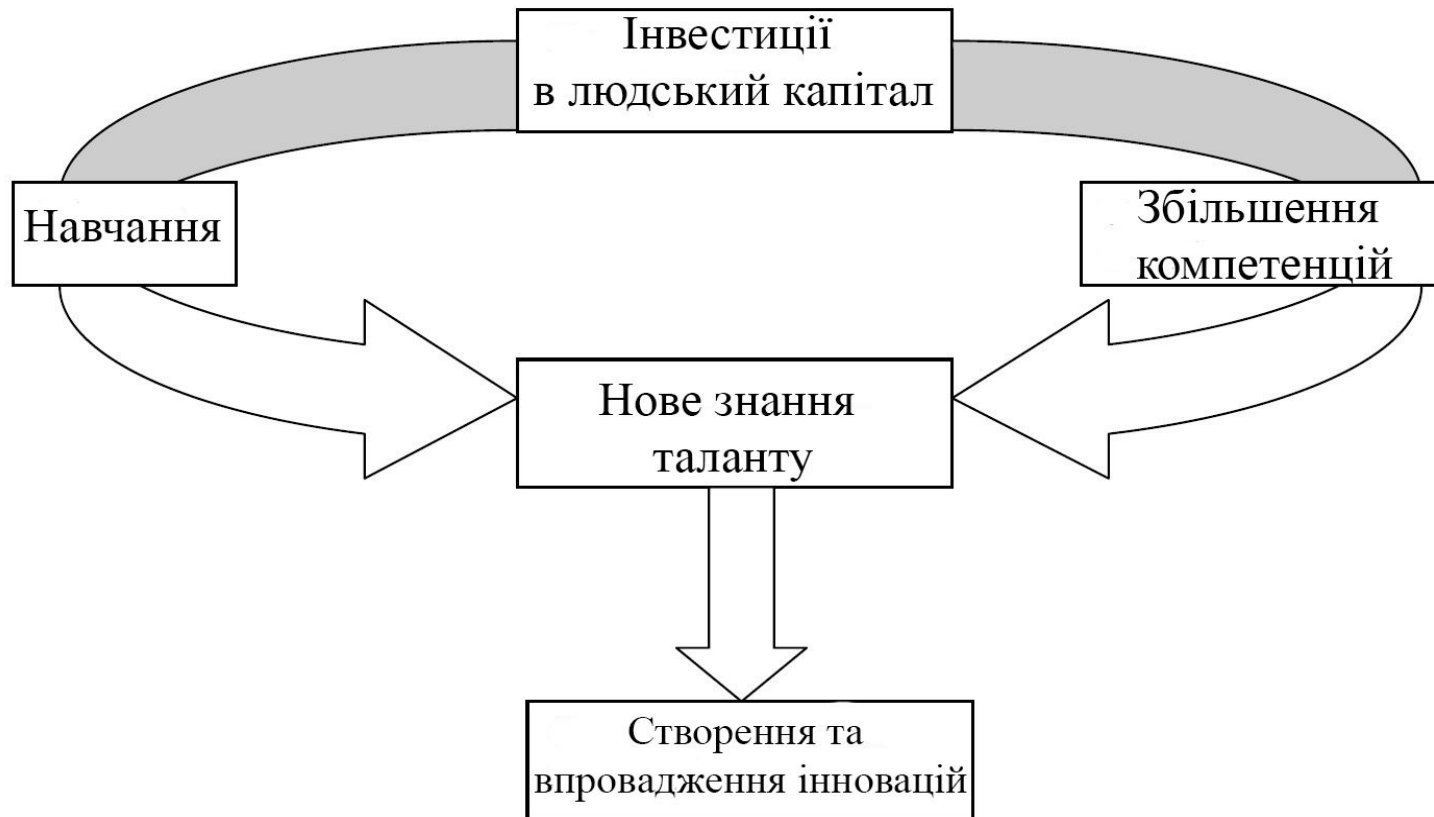 Інвестиції
в людський капітал
Навчання
Збільшення
компетенцій
Нове знання
таланту
Створення та
впровадження інновацій